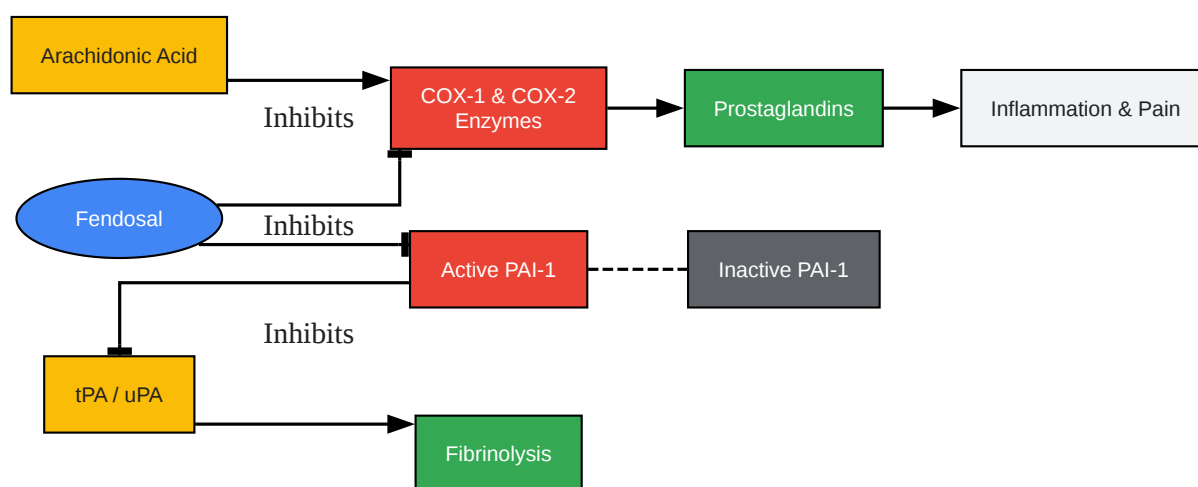 Arachidonic Acid
COX-1 & COX-2
Enzymes
Prostaglandins
Inflammation & Pain
Inhibits
Fendosal
Inhibits
Active PAI-1
Inactive PAI-1
Inhibits
tPA / uPA
Fibrinolysis